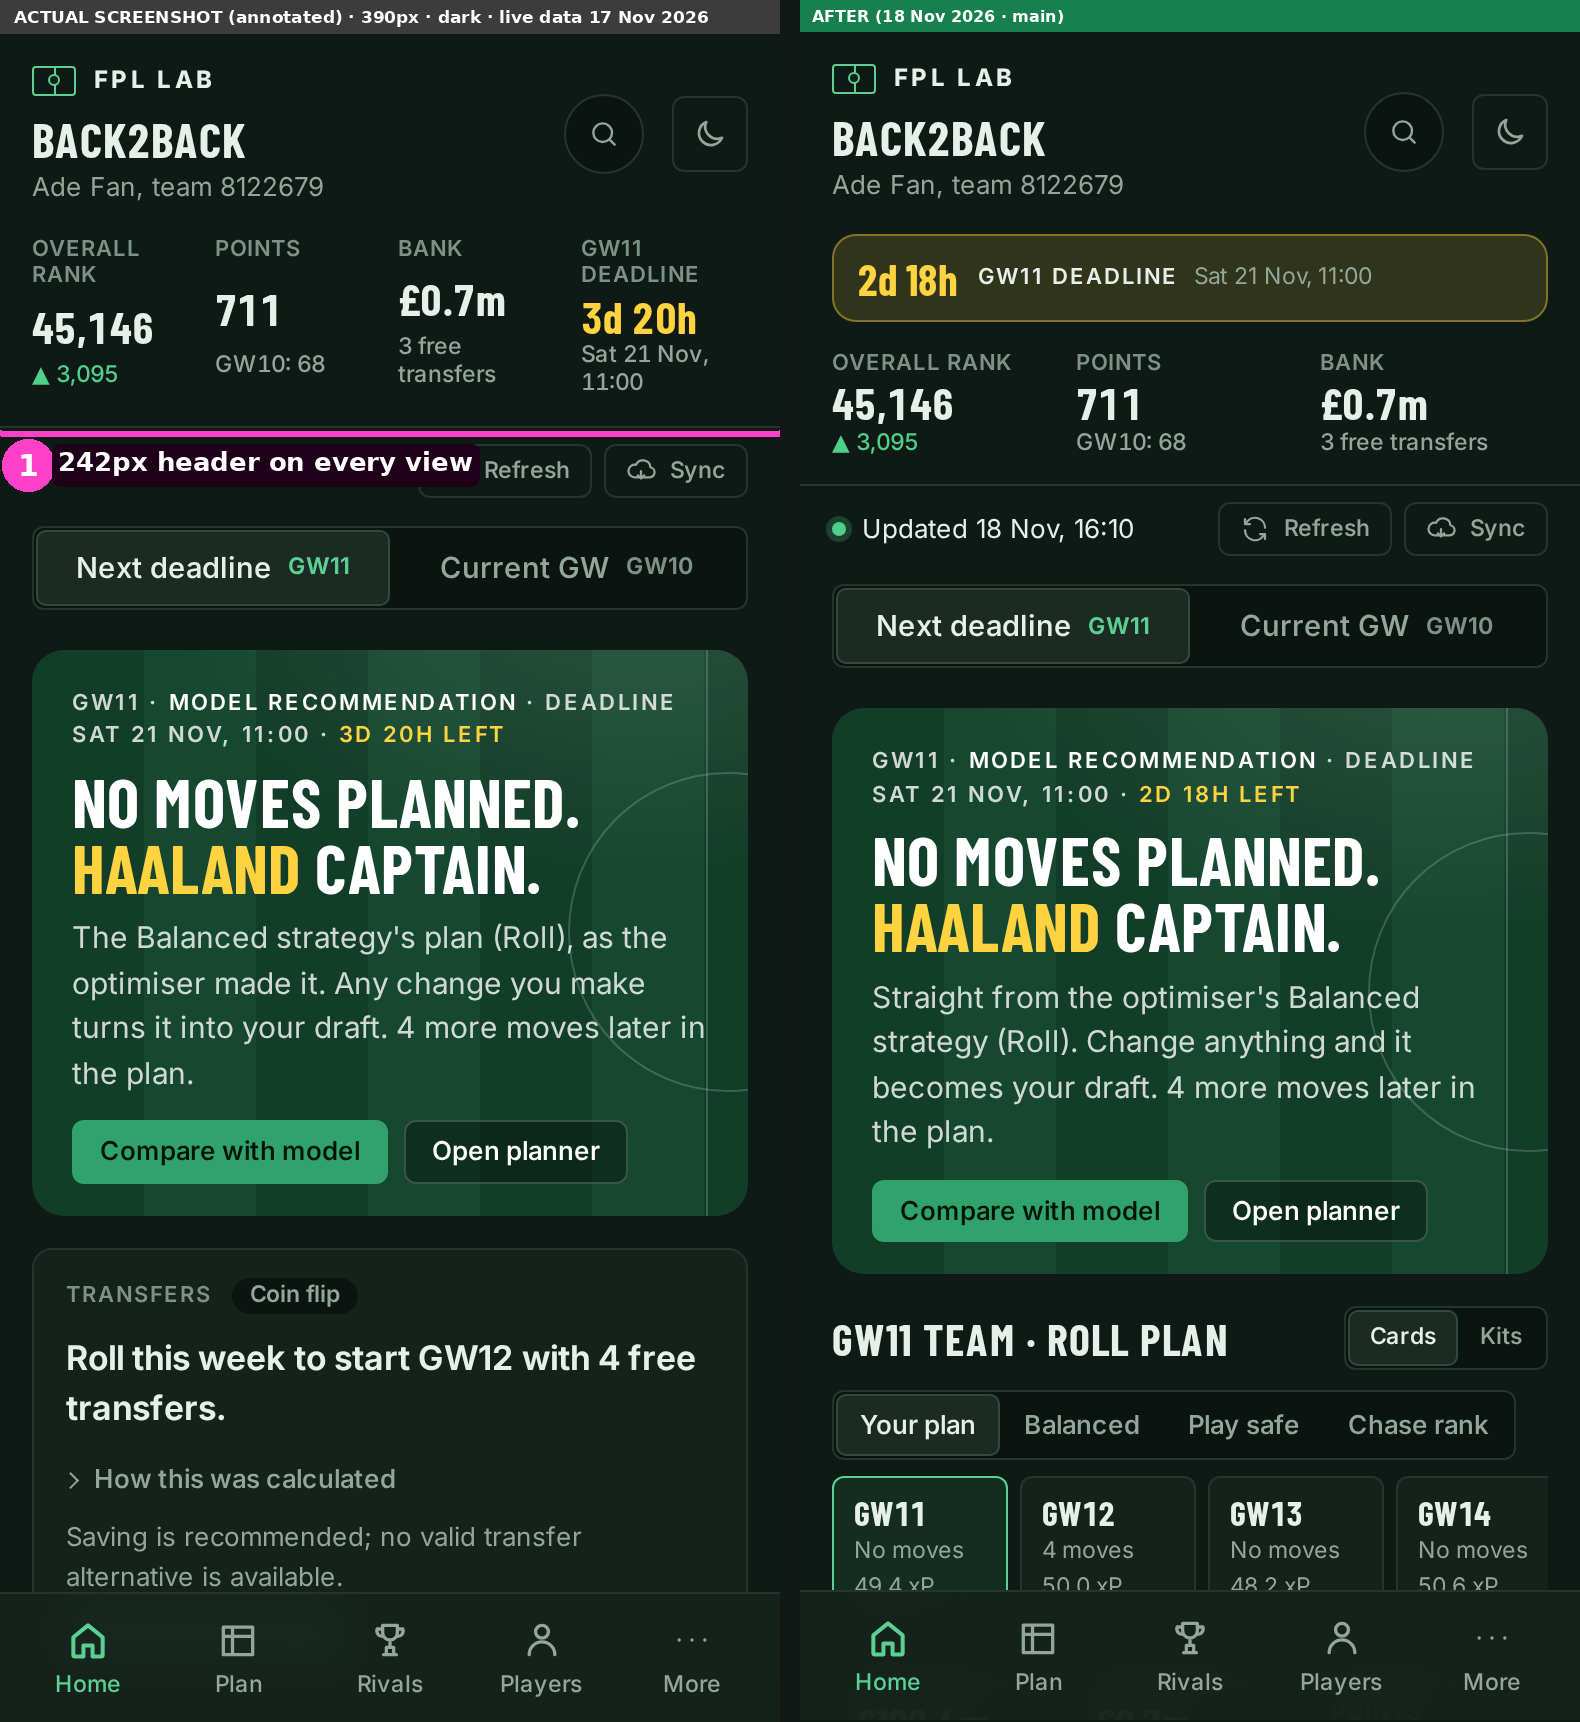 ACTUAL SCREENSHOT (annotated) · 390px · dark · live data 17 Nov 2026
FPL LAB
BACK2BACK
Ade Fan, team 8122679
OVERALL RANK
45,146
▲ 3,095
POINTS
711
GW10: 68
BANK
£0.7m
3 free
transfers
GW11
DEADLINE
3d 20h
Sat 21 Nov,
11:00
1 242px header on every view
Refresh
Sync
Next deadline GW11
Current GW GW10
GW11 · MODEL RECOMMENDATION · DEADLINE
SAT 21 NOV, 11:00 · 3D 20H LEFT
NO MOVES PLANNED.
HAALAND CAPTAIN.
The Balanced strategy's plan (Roll), as the
optimiser made it. Any change you make
turns it into your draft. 4 more moves later in
the plan.
Compare with model
Open planner
TRANSFERS Coin flip
Roll this week to start GW12 with 4 free
transfers.
How this was calculated
Saving is recommended; no valid transfer
alternative is available.
Home
Plan
Rivals
Players
More
AFTER (18 Nov 2026 · main)
FPL LAB
BACK2BACK
Ade Fan, team 8122679
2d 18h GW11 DEADLINE Sat 21 Nov, 11:00
OVERALL RANK
45,146
▲ 3,095
POINTS
711
GW10: 68
BANK
£0.7m
3 free transfers
Updated 18 Nov, 16:10
Refresh
Sync
Next deadline GW11
Current GW GW10
GW11 · MODEL RECOMMENDATION · DEADLINE
SAT 21 NOV, 11:00 · 2D 18H LEFT
NO MOVES PLANNED.
HAALAND CAPTAIN.
Straight from the optimiser's Balanced
strategy (Roll). Change anything and it
becomes your draft. 4 more moves later in
the plan.
Compare with model
Open planner
GW11 TEAM · ROLL PLAN
Cards
Kits
Your plan
Balanced
Play safe
Chase rank
GW11
No moves
49.4 xP
GW12
4 moves
50.0 xP
GW13
No moves
48.2 xP
GW14
No moves
50.6 xP
Home
Plan
Rivals
Players
More